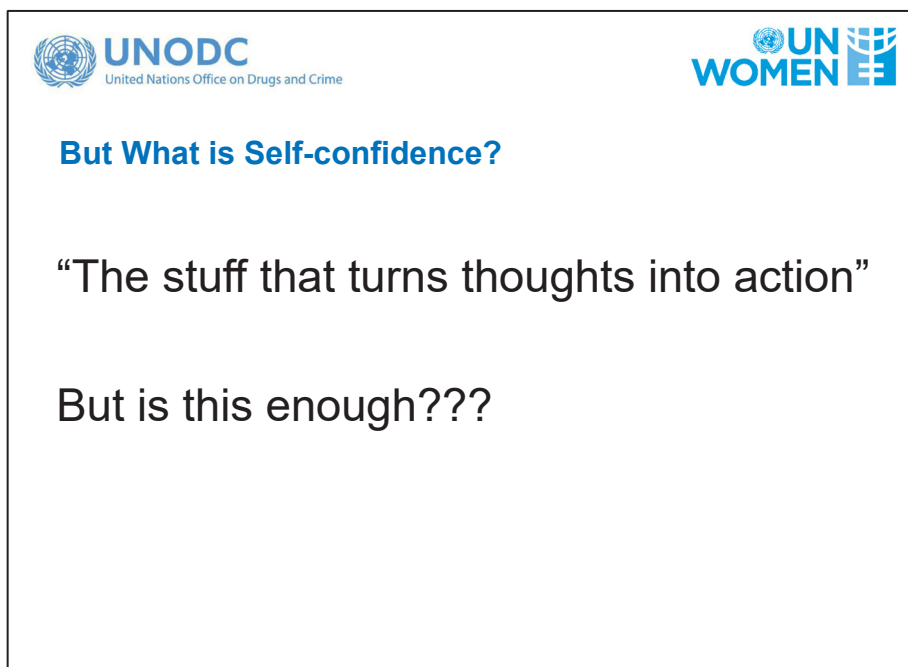 UNODC
United Nations Office on Drugs and Crime
UN
WOMEN
But What is Self-confidence?
“The stuff that turns thoughts into action”
But is this enough???